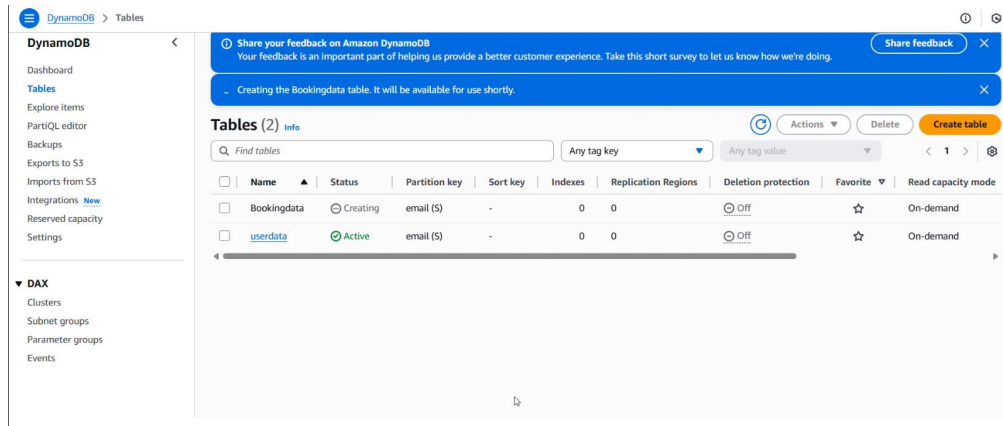 DynamoDB > Tables
DynamoDB
Dashboard
Tables
Explore items
PartiQL editor
Backups
Exports to S3
Imports from S3
Integrations New
Reserved capacity
Settings
DAX
Clusters
Subnet groups
Parameter groups
Events
Share your feedback on Amazon DynamoDB
Your feedback is an important part of helping us provide a better customer experience. Take this short survey to let us know how we're doing.
Share feedback
Creating the Bookingdata table. It will be available for use shortly.
Tables (2) Info
Actions Delete Create table
Find tables Any tag key Any tag value 1
Name Status Partition key Sort key Indexes Replication Regions Deletion protection Favorite Read capacity mode
Bookingdata Creating email (S) - 0 0 Off On-demand
userdata Active email (S) - 0 0 Off On-demand